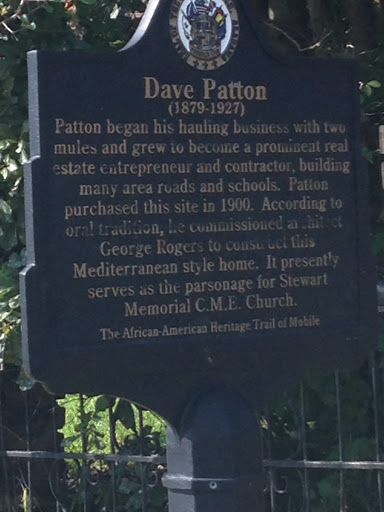 Dave Patton
(1879-1927)
Patton began his hauling business with two
mules and grew to become a prominent real
estate entrepreneur and contractor, building
many area roads and schools. Patton
purchased this site in 1900. According to
oral tradition, he commissioned architect
George Rogers to construct this
Mediterranean style home. It presently
serves as the parsonage for Stewart
Memorial C.M.E. Church.
The African-American Heritage Trail of Mobile